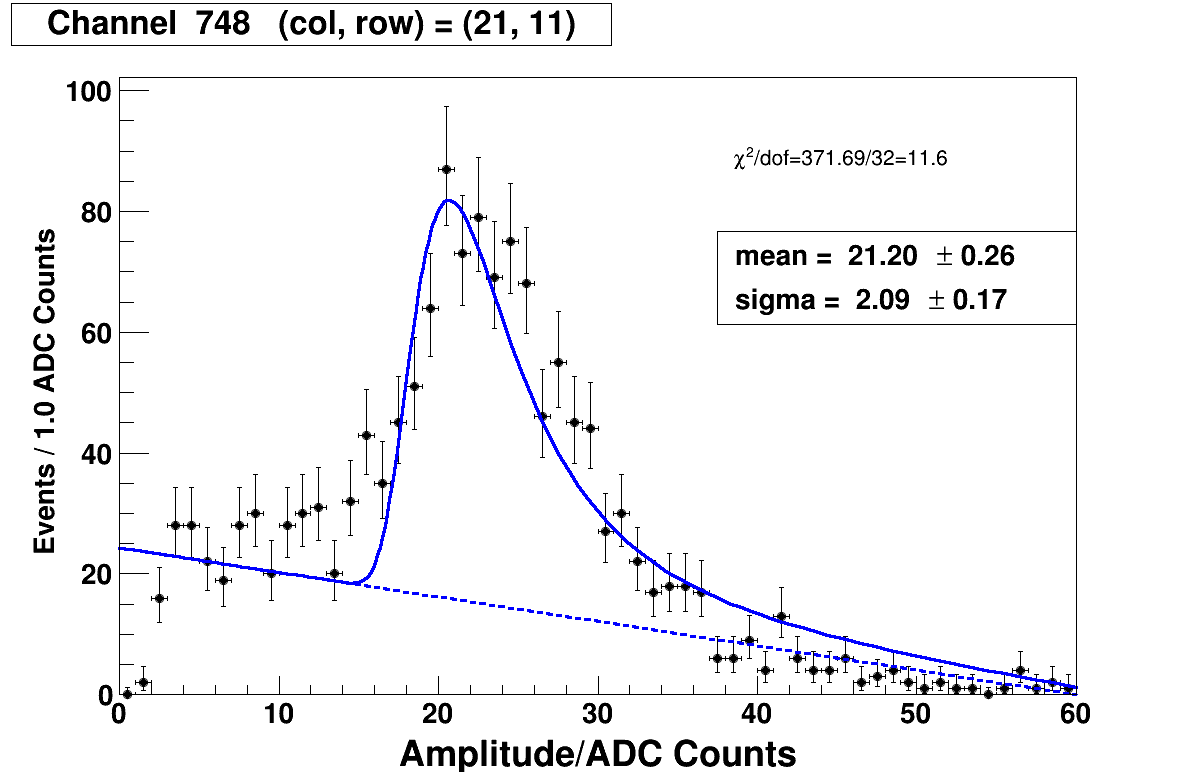 Channel 748 (col, row) = (21, 11)
100
80
60
40
20
0
Events / 1.0 ADC Counts
χ²/dof=371.69/32=11.6
mean = 21.20 ± 0.26
sigma = 2.09 ± 0.17
0 10 20 30 40 50 60
Amplitude/ADC Counts